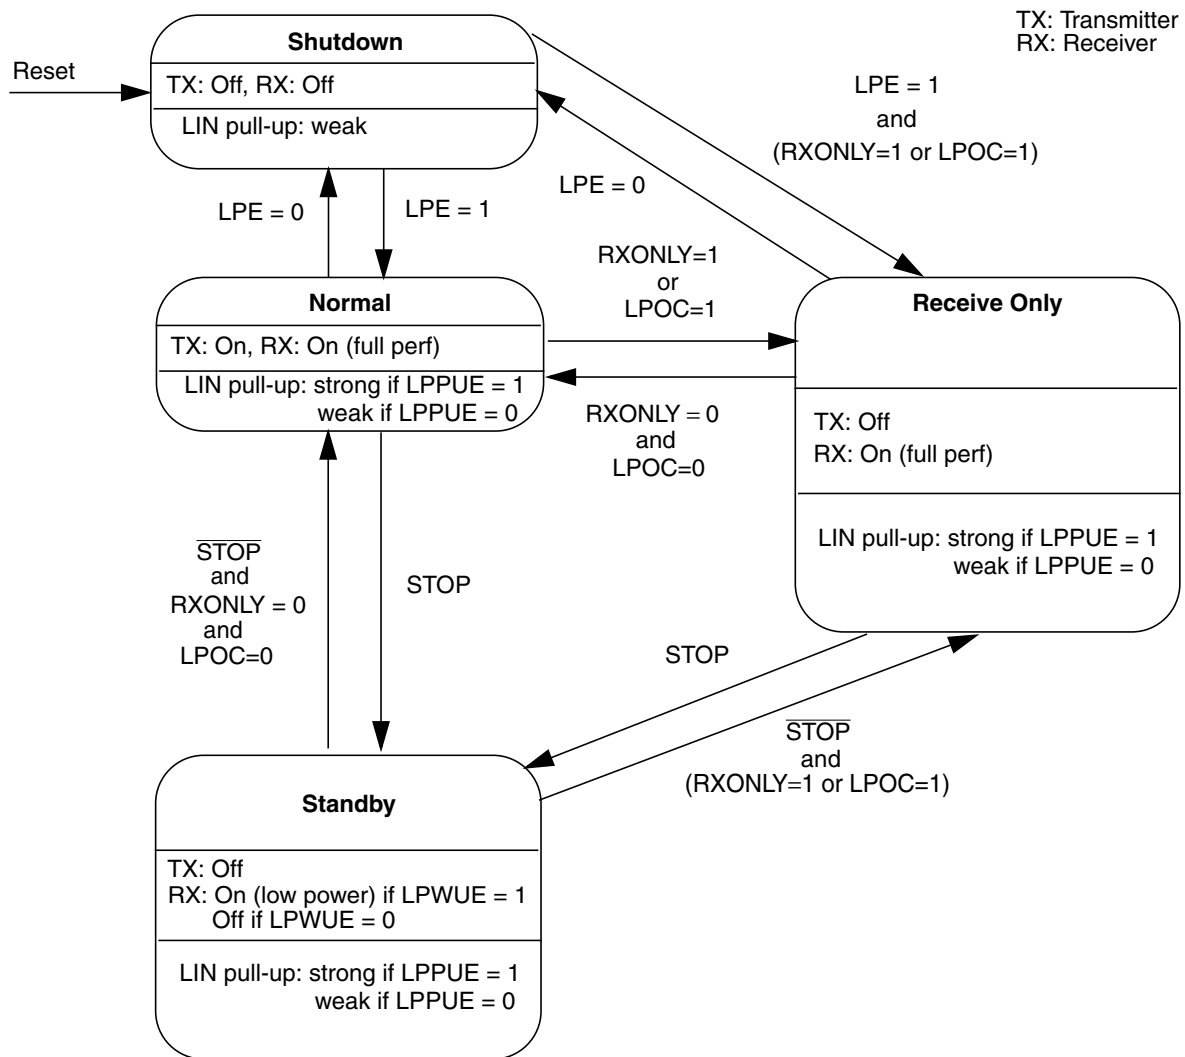 TX: Transmitter
RX: Receiver
Reset
Shutdown
TX: Off, RX: Off
LIN pull-up: weak
LPE = 1
and
(RXONLY=1 or LPOC=1)
LPE = 0
LPE = 0
LPE = 1
RXONLY=1
or
LPOC=1
Normal
TX: On, RX: On (full perf)
LIN pull-up: strong if LPPUE = 1
weak if LPPUE = 0
Receive Only
TX: Off
RX: On (full perf)
LIN pull-up: strong if LPPUE = 1
weak if LPPUE = 0
RXONLY = 0
and
LPOC=0
S̅T̅O̅P̅
and
RXONLY = 0
and
LPOC=0
STOP
STOP
S̅T̅O̅P̅
and
(RXONLY=1 or LPOC=1)
Standby
TX: Off
RX: On (low power) if LPWUE = 1
Off if LPWUE = 0
LIN pull-up: strong if LPPUE = 1
weak if LPPUE = 0